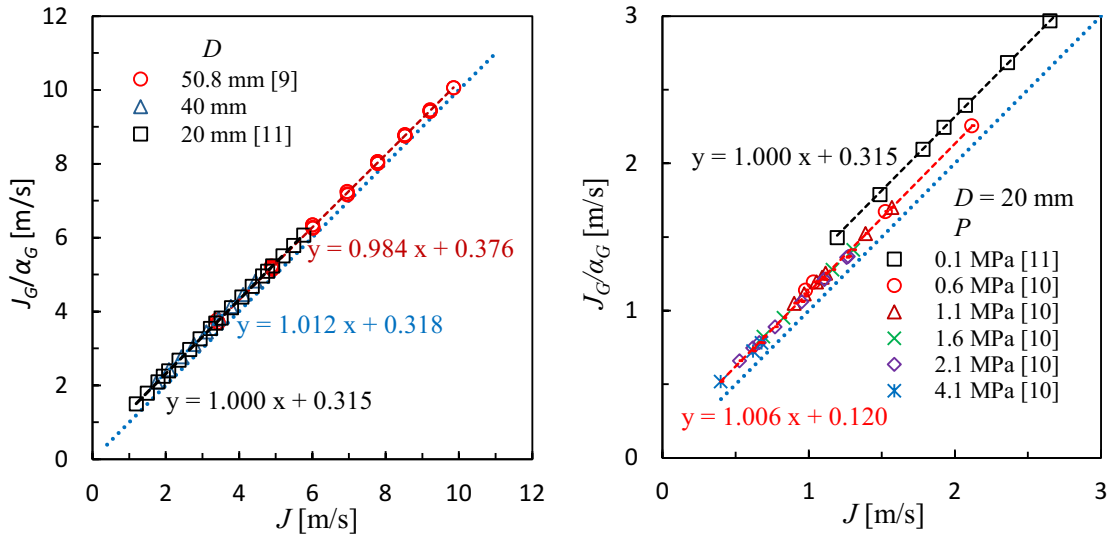 12
10
8
6
4
2
0
J_G/α_G [m/s]
D
50.8 mm [9]
40 mm
20 mm [11]
y = 0.984 x + 0.376
y = 1.012 x + 0.318
y = 1.000 x + 0.315
0 2 4 6 8 10 12
J [m/s]
3
2
1
0
J_G/α_G [m/s]
y = 1.000 x + 0.315
D = 20 mm
P
0.1 MPa [11]
0.6 MPa [10]
1.1 MPa [10]
1.6 MPa [10]
2.1 MPa [10]
4.1 MPa [10]
y = 1.006 x + 0.120
0 1 2 3
J [m/s]